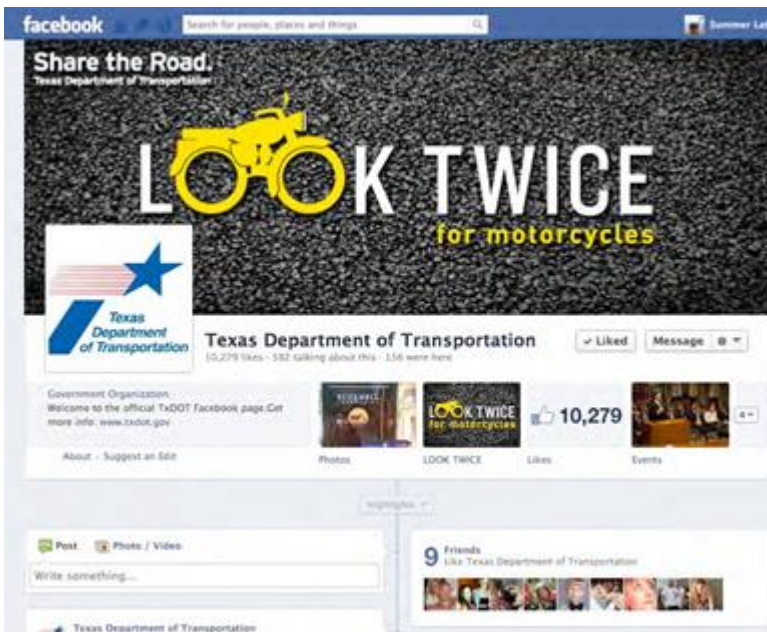 facebook
Search for people, places and things
Summer
Share the Road.
Texas Department of Transportation
LOOK TWICE
for motorcycles
Texas
Department
of Transportation
Texas Department of Transportation
10,279 likes · 582 talking about this · 156 were here
✓ Liked
Message
Government Organization
Welcome to the official TxDOT Facebook page.Get
more info: www.txdot.gov
About - Suggest an Edit
LOOK TWICE
for motorcycles
10,279
4
Photos
LOOK TWICE
Likes
Events
Highlights
Post
Photo / Video
Write something...
9 Friends
Like Texas Department of Transportation
Texas Department of Transportation